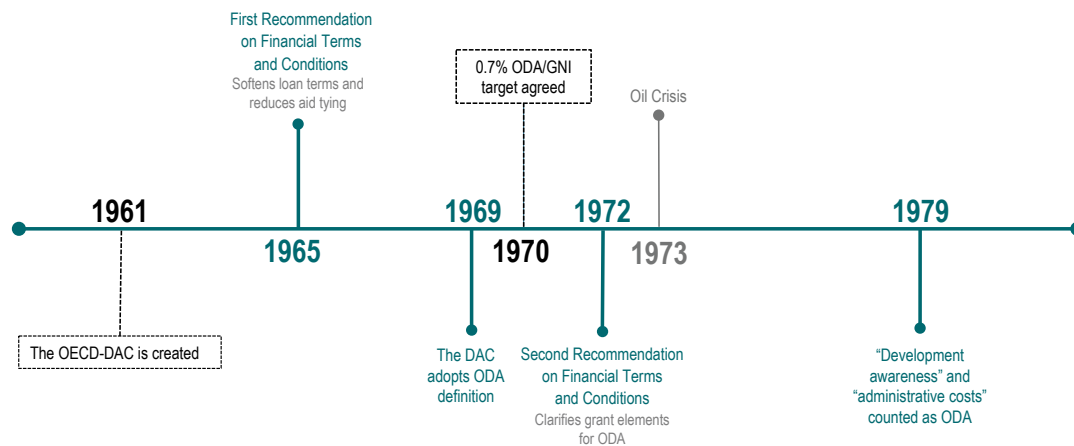 First Recommendation
on Financial Terms
and Conditions
Softens loan terms and
reduces aid tying
0.7% ODA/GNI
target agreed
Oil Crisis
1961
1969
1972
1979
1965
1970
1973
The OECD-DAC is created
The DAC
adopts ODA
definition
Second Recommendation
on Financial Terms
and Conditions
Clarifies grant elements
for ODA
“Development
awareness” and
“administrative costs”
counted as ODA